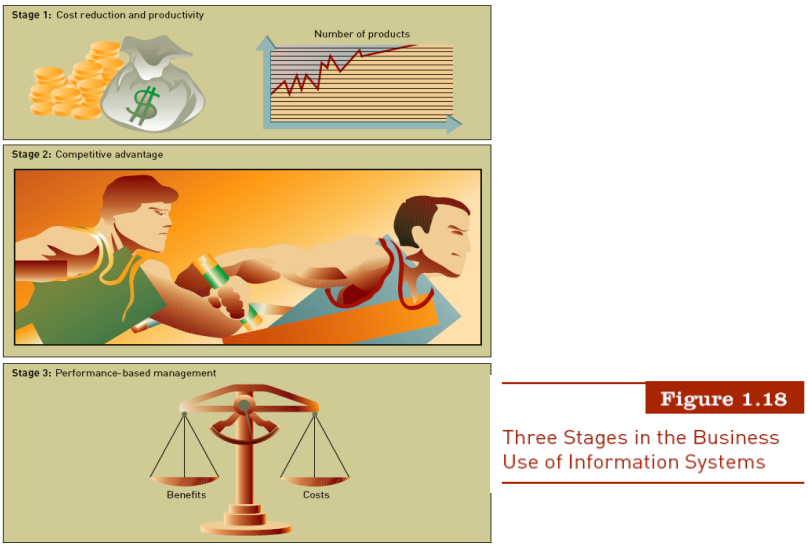 Stage 1: Cost reduction and productivity
Number of products
$
Stage 2: Competitive advantage
Stage 3: Performance-based management
Benefits
Costs
Figure 1.18
Three Stages in the Business
Use of Information Systems